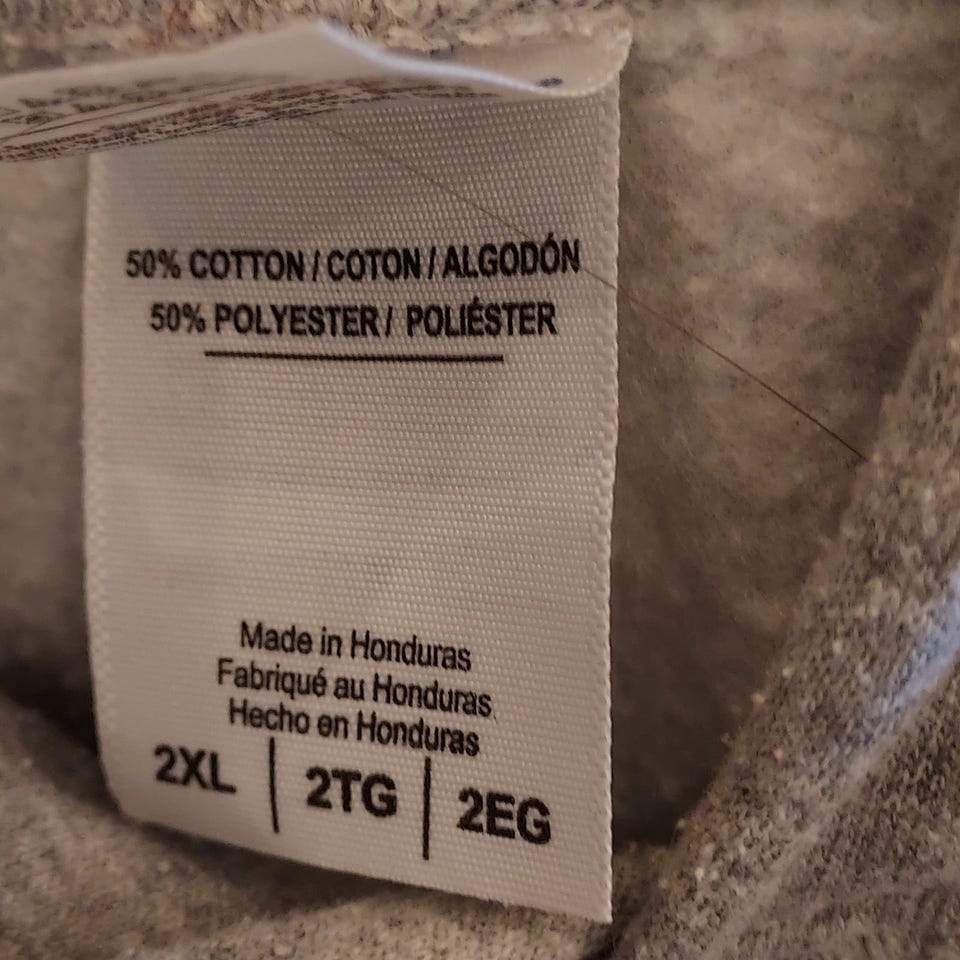 50% COTTON / COTON / ALGODÓN
50% POLYESTER / POLIÉSTER
Made in Honduras
Fabriqué au Honduras
Hecho en Honduras
2XL | 2TG | 2EG